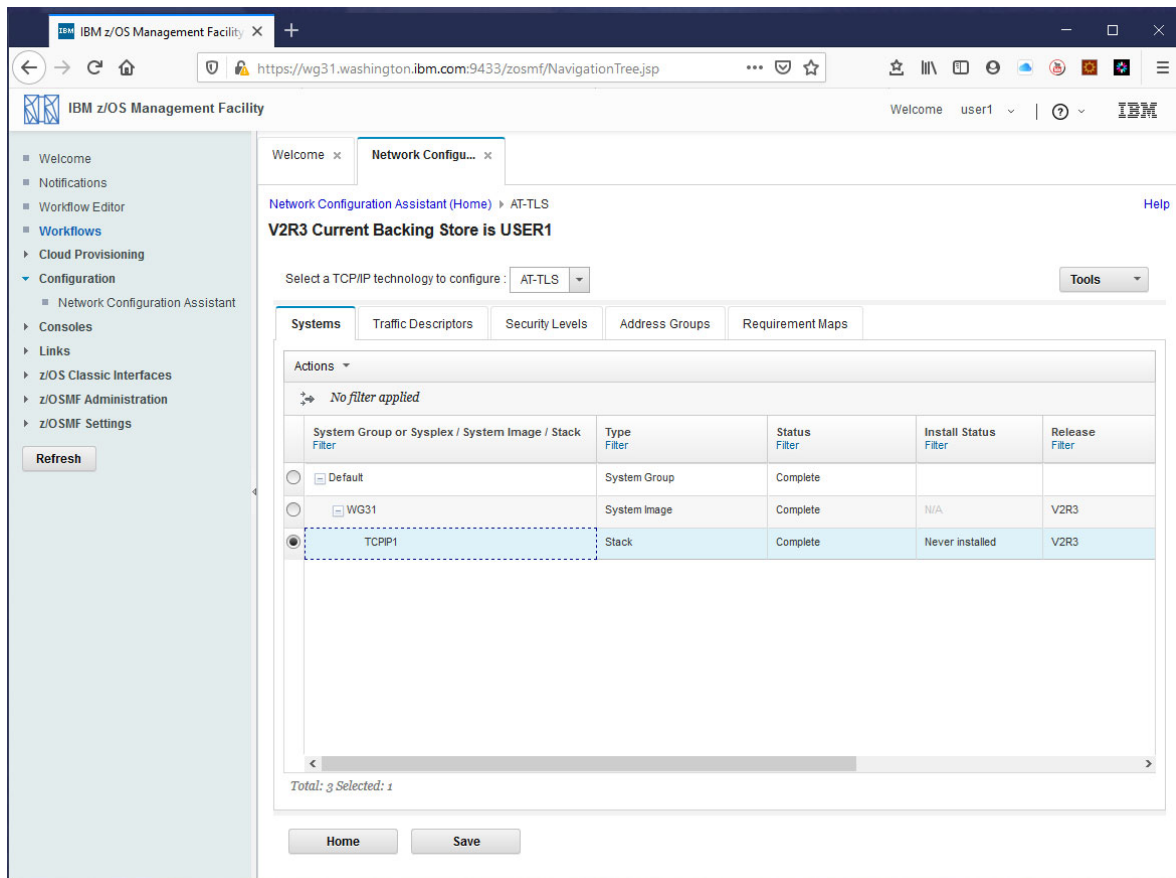 IBM IBM z/OS Management Facility
https://wg31.washington.ibm.com:9433/zosmf/NavigationTree.jsp
IBM z/OS Management Facility
Welcome user1
IBM
Welcome
Notifications
Workflow Editor
Workflows
Cloud Provisioning
Configuration
Network Configuration Assistant
Consoles
Links
z/OS Classic Interfaces
z/OSMF Administration
z/OSMF Settings
Refresh
Welcome Network Configu...
Network Configuration Assistant (Home) AT-TLS Help
V2R3 Current Backing Store is USER1
Select a TCP/IP technology to configure : AT-TLS Tools
Systems Traffic Descriptors Security Levels Address Groups Requirement Maps
Actions
No filter applied
System Group or Sysplex / System Image / Stack Type Status Install Status Release
Filter Filter Filter Filter Filter
Default System Group Complete
WG31 System Image Complete N/A V2R3
TCPIP1 Stack Complete Never installed V2R3
Total: 3 Selected: 1
Home Save